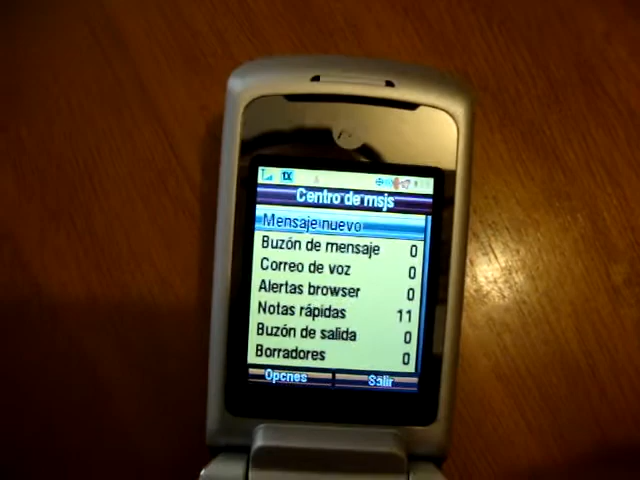 1X
Centro de msjs
Mensaje nuevo
Buzón de mensaje 0
Correo de voz 0
Alertas browser 0
Notas rápidas 11
Buzón de salida 0
Borradores 0
Opcnes Salir